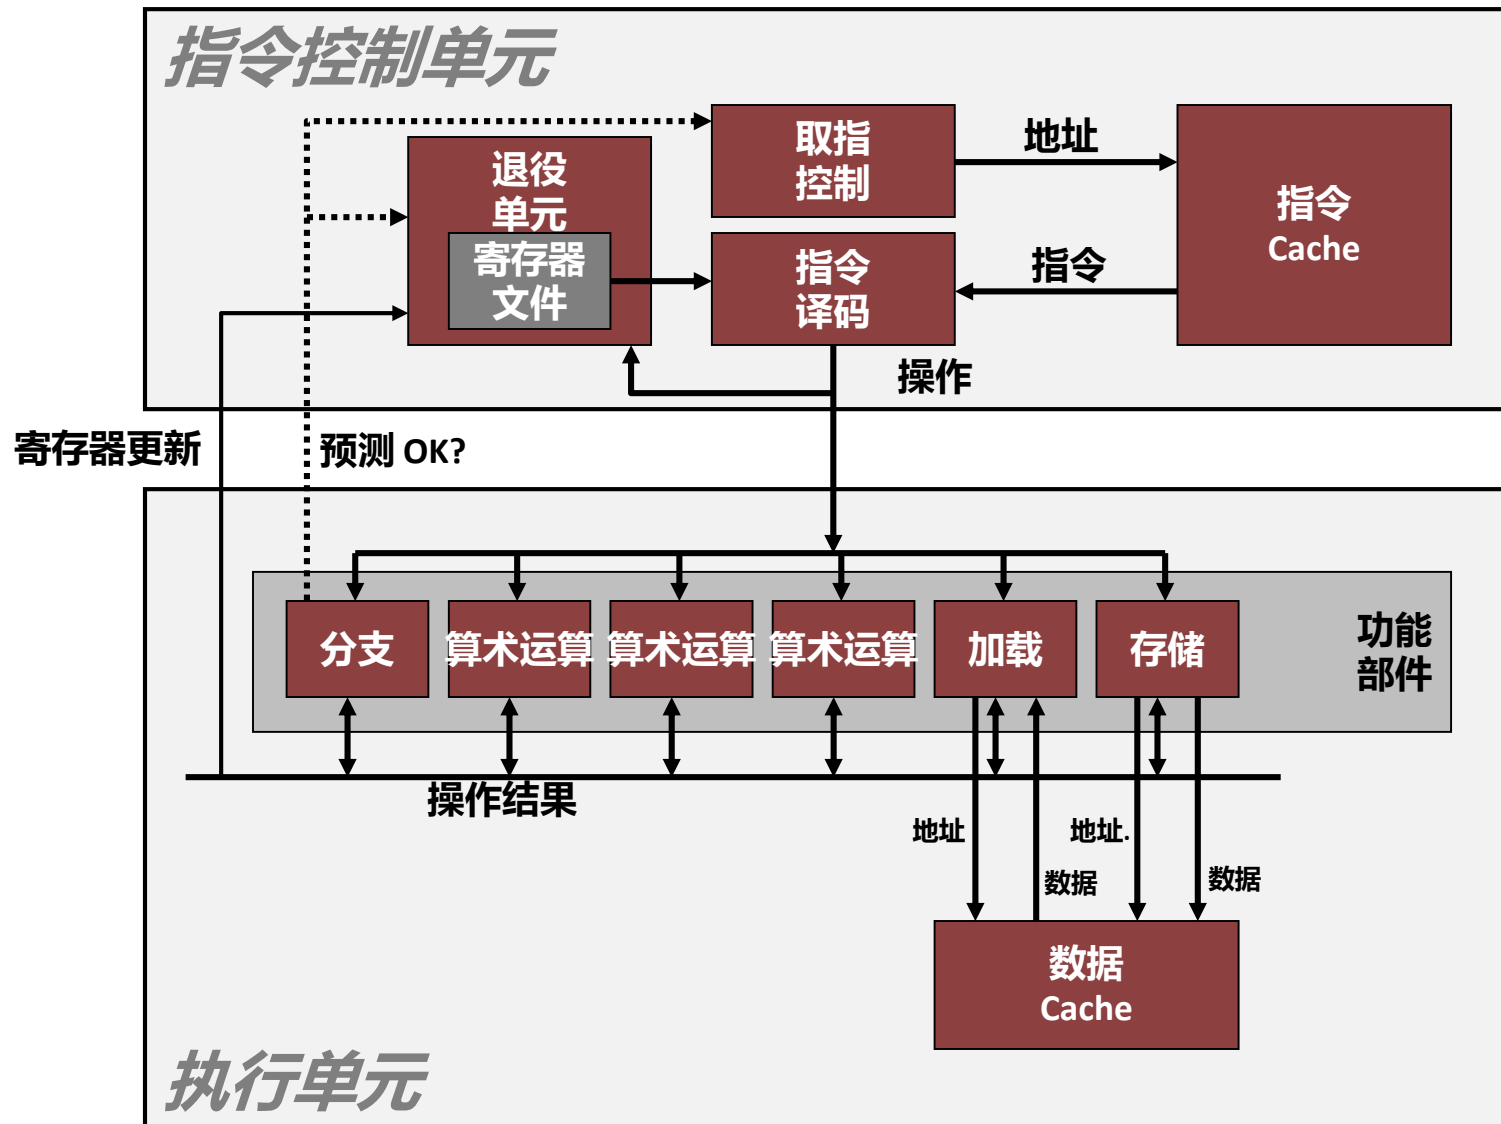 指令控制单元
取指
控制
地址
指令
Cache
退役
单元
寄存器
文件
指令
译码
指令
操作
寄存器更新
预测 OK?
分支
算术运算
算术运算
算术运算
加载
存储
功能
部件
操作结果
地址
地址.
数据
数据
数据
Cache
执行单元